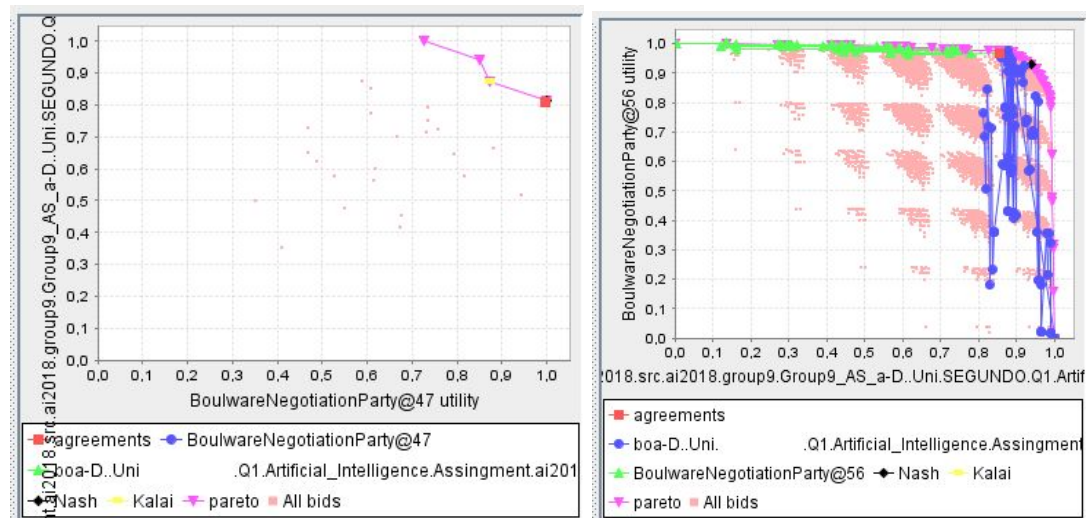 nt.ai2018.src.ai2018.group9.Group9_AS_a-D..Uni.SEGUNDO.Q
1,0
0,9
0,8
0,7
0,6
0,5
0,4
0,3
0,2
0,1
0,0
0,0 0,1 0,2 0,3 0,4 0,5 0,6 0,7 0,8 0,9 1,0
BoulwareNegotiationParty@47 utility
agreements BoulwareNegotiationParty@47
boa-D..Uni .Q1.Artificial_Intelligence.Assingment.ai201
Nash Kalai pareto All bids
BoulwareNegotiationParty@56 utility
1,0
0,9
0,8
0,7
0,6
0,5
0,4
0,3
0,2
0,1
0,0
0,0 0,1 0,2 0,3 0,4 0,5 0,6 0,7 0,8 0,9 1,0
2018.src.ai2018.group9.Group9_AS_a-D..Uni.SEGUNDO.Q1.Artif
agreements
boa-D..Uni. .Q1.Artificial_Intelligence.Assingment
BoulwareNegotiationParty@56 Nash Kalai
pareto All bids